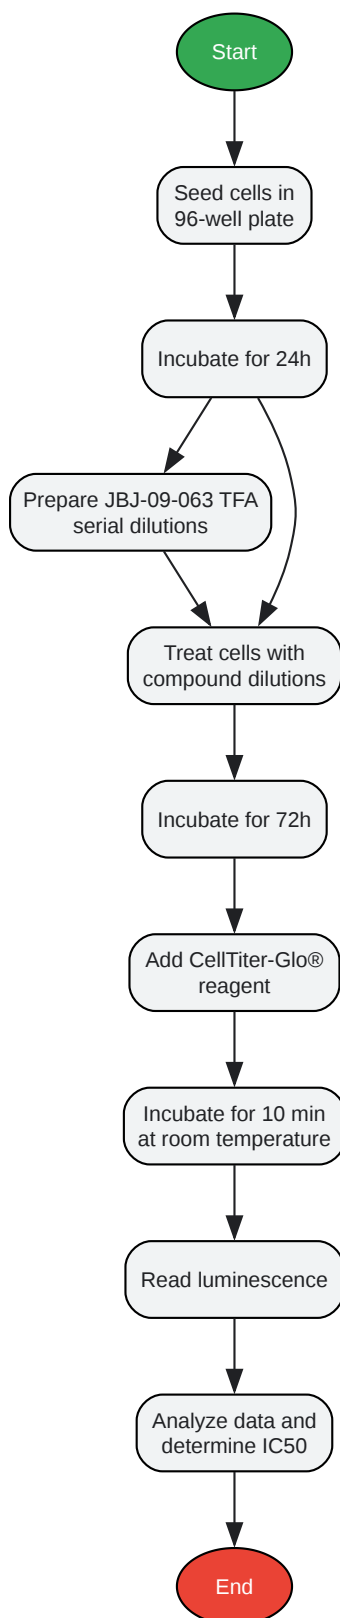 Start
Seed cells in
96-well plate
Incubate for 24h
Prepare JBJ-09-063 TFA
serial dilutions
Treat cells with
compound dilutions
Incubate for 72h
Add CellTiter-Glo®
reagent
Incubate for 10 min
at room temperature
Read luminescence
Analyze data and
determine IC50
End